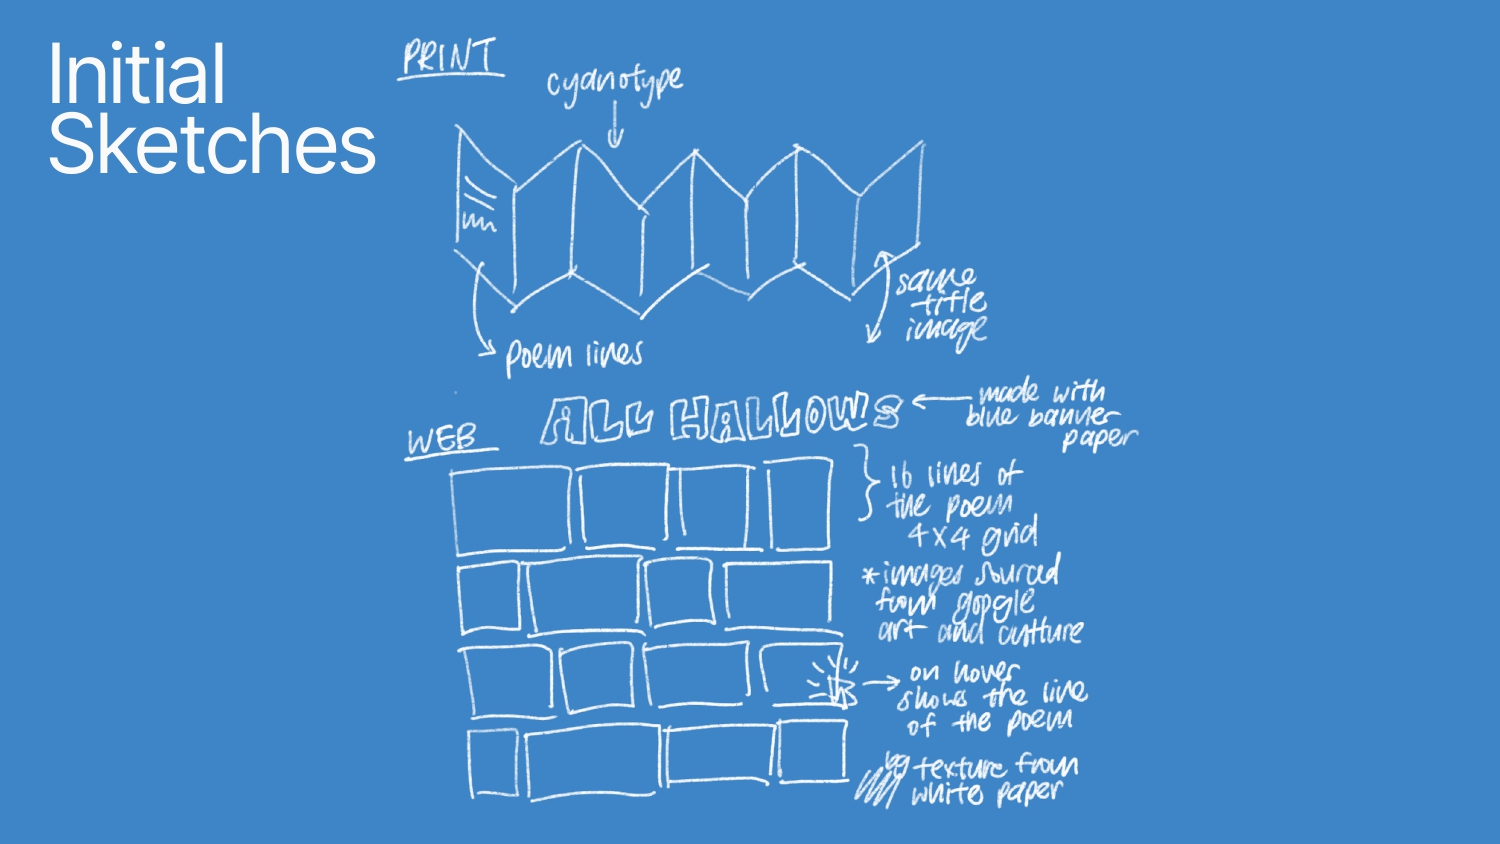 Initial
Sketches
PRINT
cyanotype
same
title
image
poem lines
WEB
ALL HALLOWS
made with
blue banner
paper
16 lines of
the poem
4x4 grid
*images sourced
from google
art and culture
on hover
shows the line
of the poem
texture from
white paper